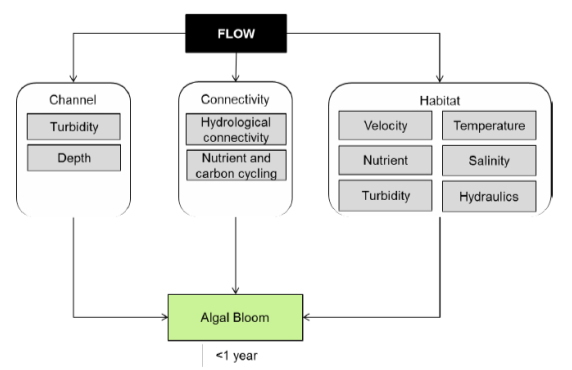 FLOW
Channel
Turbidity
Depth
Connectivity
Hydrological
connectivity
Nutrient and
carbon cycling
Habitat
Velocity
Temperature
Nutrient
Salinity
Turbidity
Hydraulics
Algal Bloom
<1 year